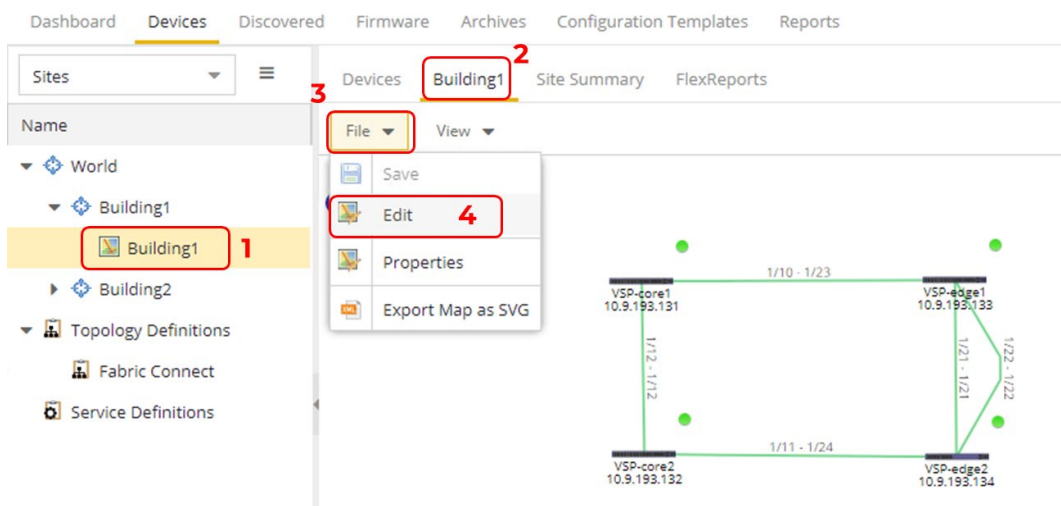 Dashboard Devices Discovered Firmware Archives Configuration Templates Reports
Sites
Name
World
Building1
Building1 1
Building2
Topology Definitions
Fabric Connect
Service Definitions
2
Devices Building1 Site Summary FlexReports
3
File View
Save
Edit 4
Properties
Export Map as SVG
1/10 - 1/23
VSP-core1
10.9.193.131
VSP-edge1
10.9.193.133
1/12 - 1/12
1/21 - 1/21
1/22 - 1/22
1/11 - 1/24
VSP-core2
10.9.193.132
VSP-edge2
10.9.193.134